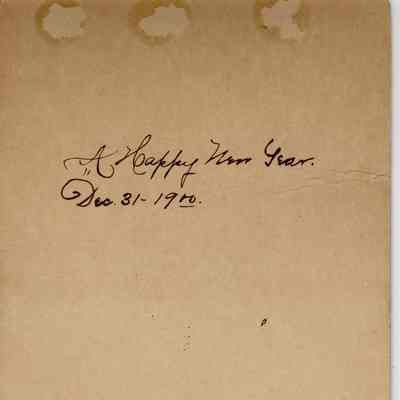 A Happy New Year.
Dec. 31 - 1910.